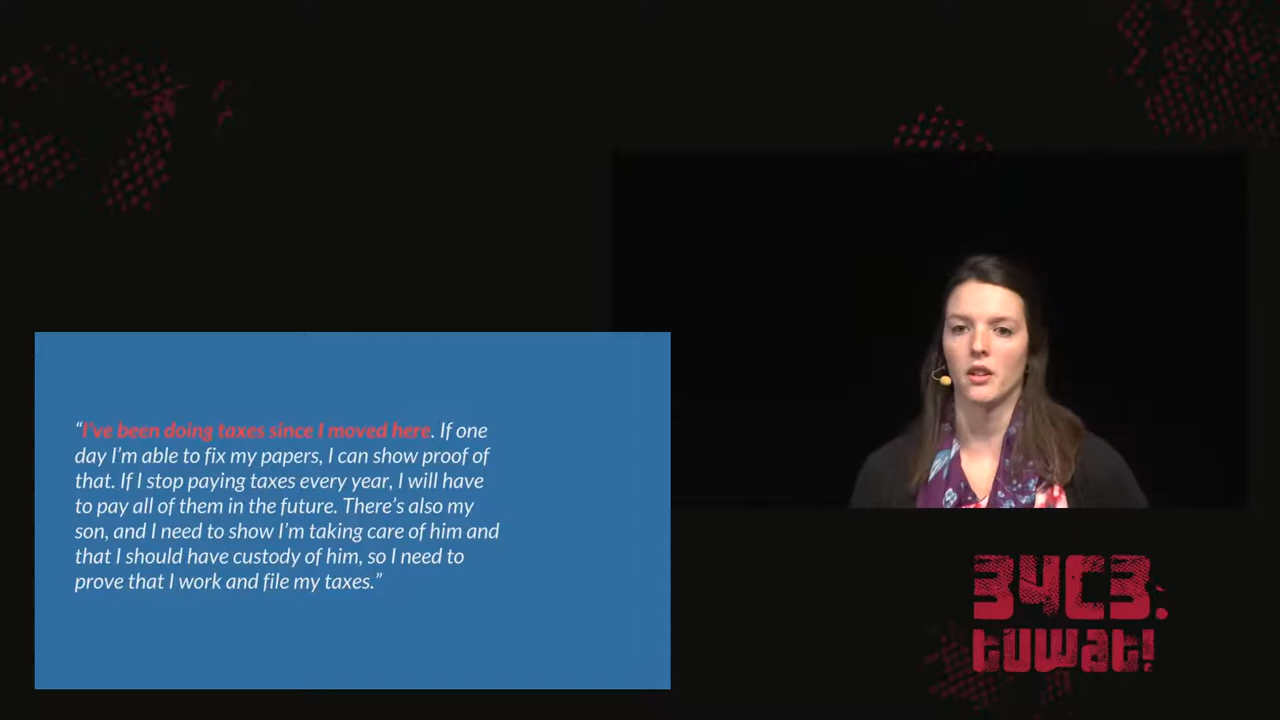 “I’ve been doing taxes since I moved here. If one
day I’m able to fix my papers, I can show proof of
that. If I stop paying taxes every year, I will have
to pay all of them in the future. There’s also my
son, and I need to show I’m taking care of him and
that I should have custody of him, so I need to
prove that I work and file my taxes.”
34C3.
tuwat!